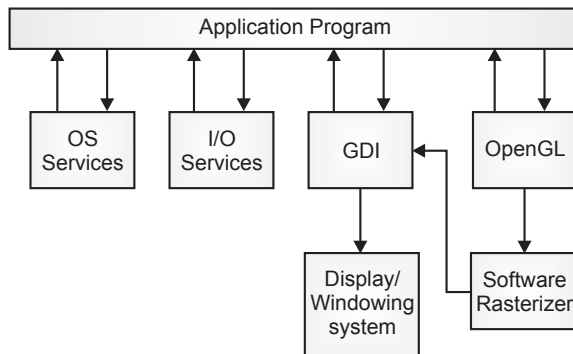 Application Program
OS
Services
I/O
Services
GDI
OpenGL
Display/
Windowing
system
Software
Rasterizer